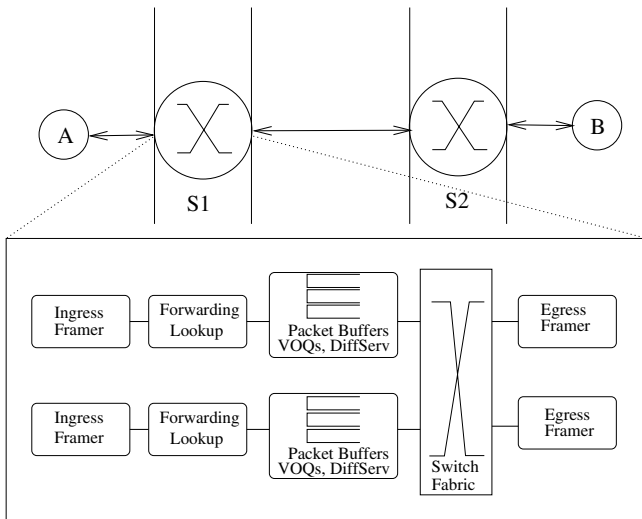 A
B
S1
S2
Ingress
Framer
Forwarding
Lookup
Packet Buffers
VOQs, DiffServ
Egress
Framer
Ingress
Framer
Forwarding
Lookup
Packet Buffers
VOQs, DiffServ
Switch
Fabric
Egress
Framer